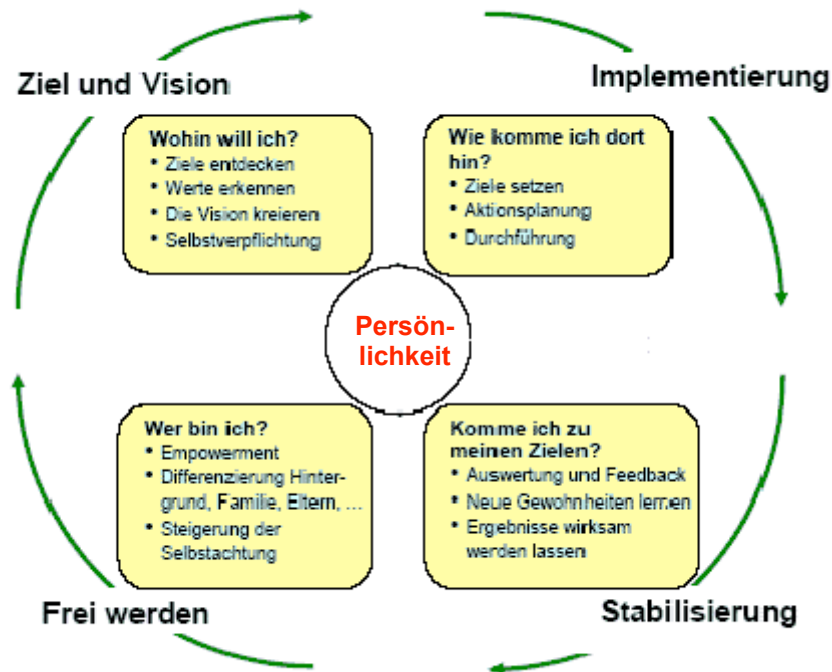 Ziel und Vision
Implementierung
Wohin will ich?
• Ziele entdecken
• Werte erkennen
• Die Vision kreieren
• Selbstverpflichtung
Wie komme ich dort
hin?
• Ziele setzen
• Aktionsplanung
• Durchführung
Persön-
lichkeit
Wer bin ich?
• Empowerment
• Differenzierung Hinter-
grund, Familie, Eltern, ...
• Steigerung der
Selbstachtung
Komme ich zu
meinen Zielen?
• Auswertung und Feedback
• Neue Gewohnheiten lernen
• Ergebnisse wirksam
werden lassen
Frei werden
Stabilisierung